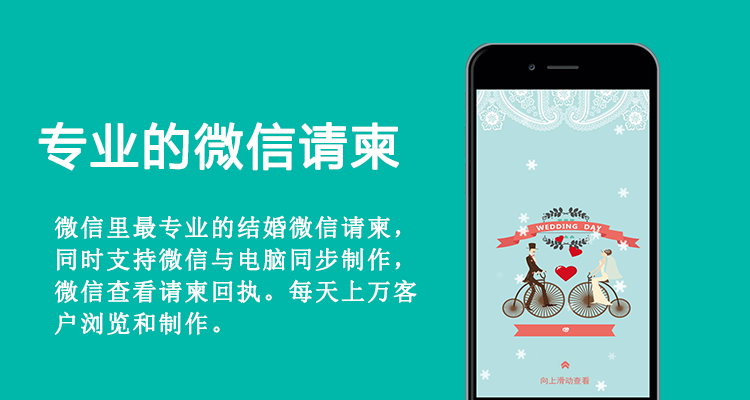 专业的微信请柬
微信里最专业的结婚微信请柬，
同时支持微信与电脑同步制作，
微信查看请柬回执。每天上万客
户浏览和制作。
WEDDING DAY
向上滑动查看